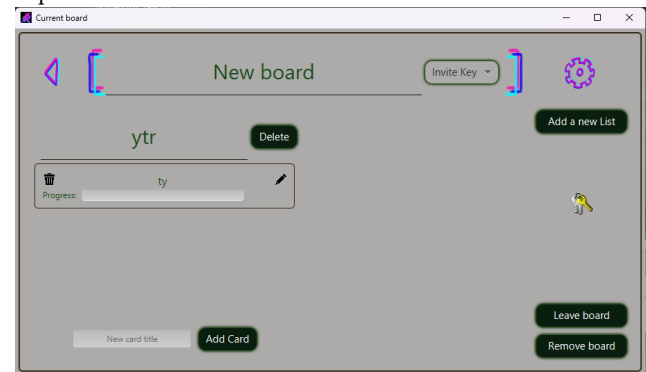 Current board
New board
Invite Key
Add a new List
ytr
Delete
ty
Progress:
Leave board
New card title
Add Card
Remove board